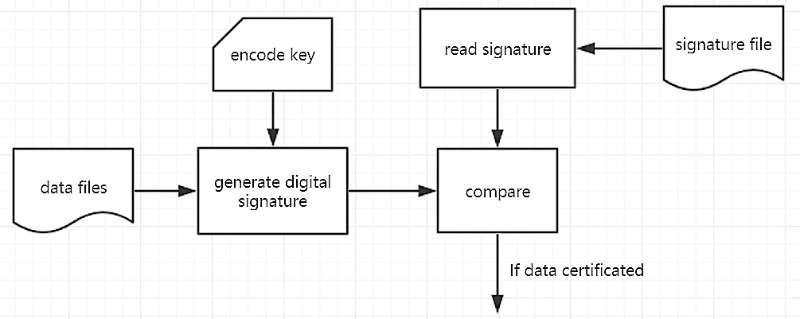 encode key
read signature
signature file
data files
generate digital
signature
compare
If data certificated